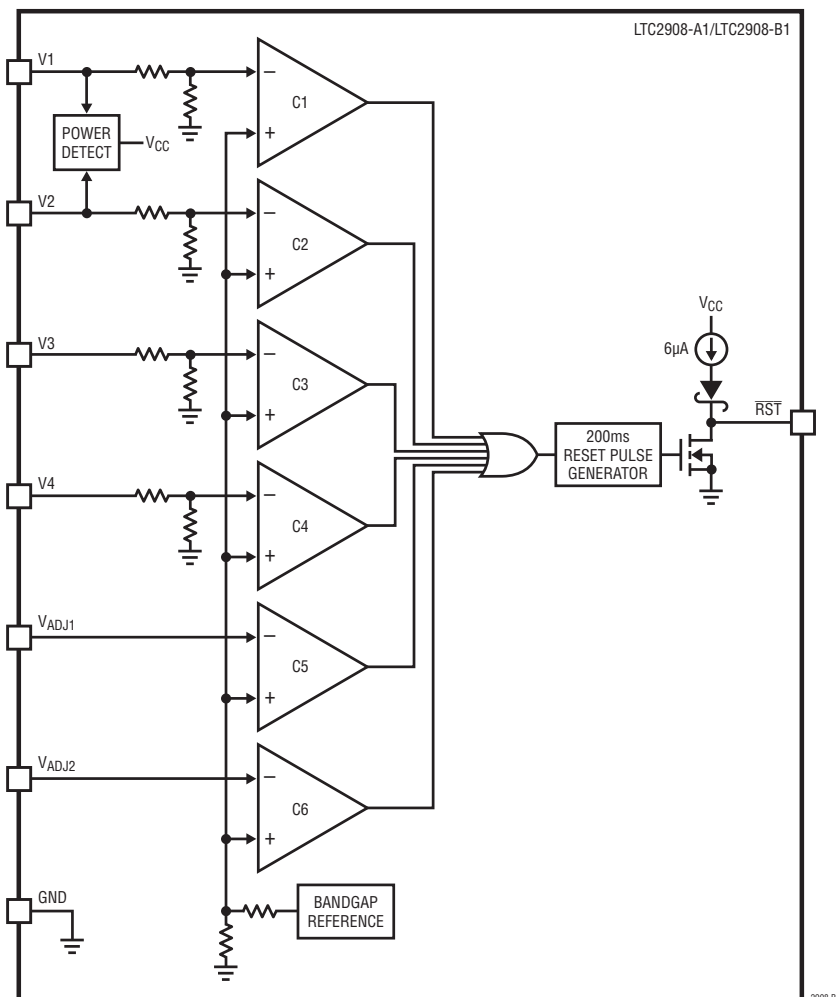 LTC2908-A1/LTC2908-B1
V1
−
C1
+
POWER
DETECT
VCC
V2
−
C2
+
V3
−
C3
+
VCC
6µA
RST
200ms
RESET PULSE
GENERATOR
V4
−
C4
+
VADJ1
−
C5
+
VADJ2
−
C6
+
GND
BANDGAP
REFERENCE